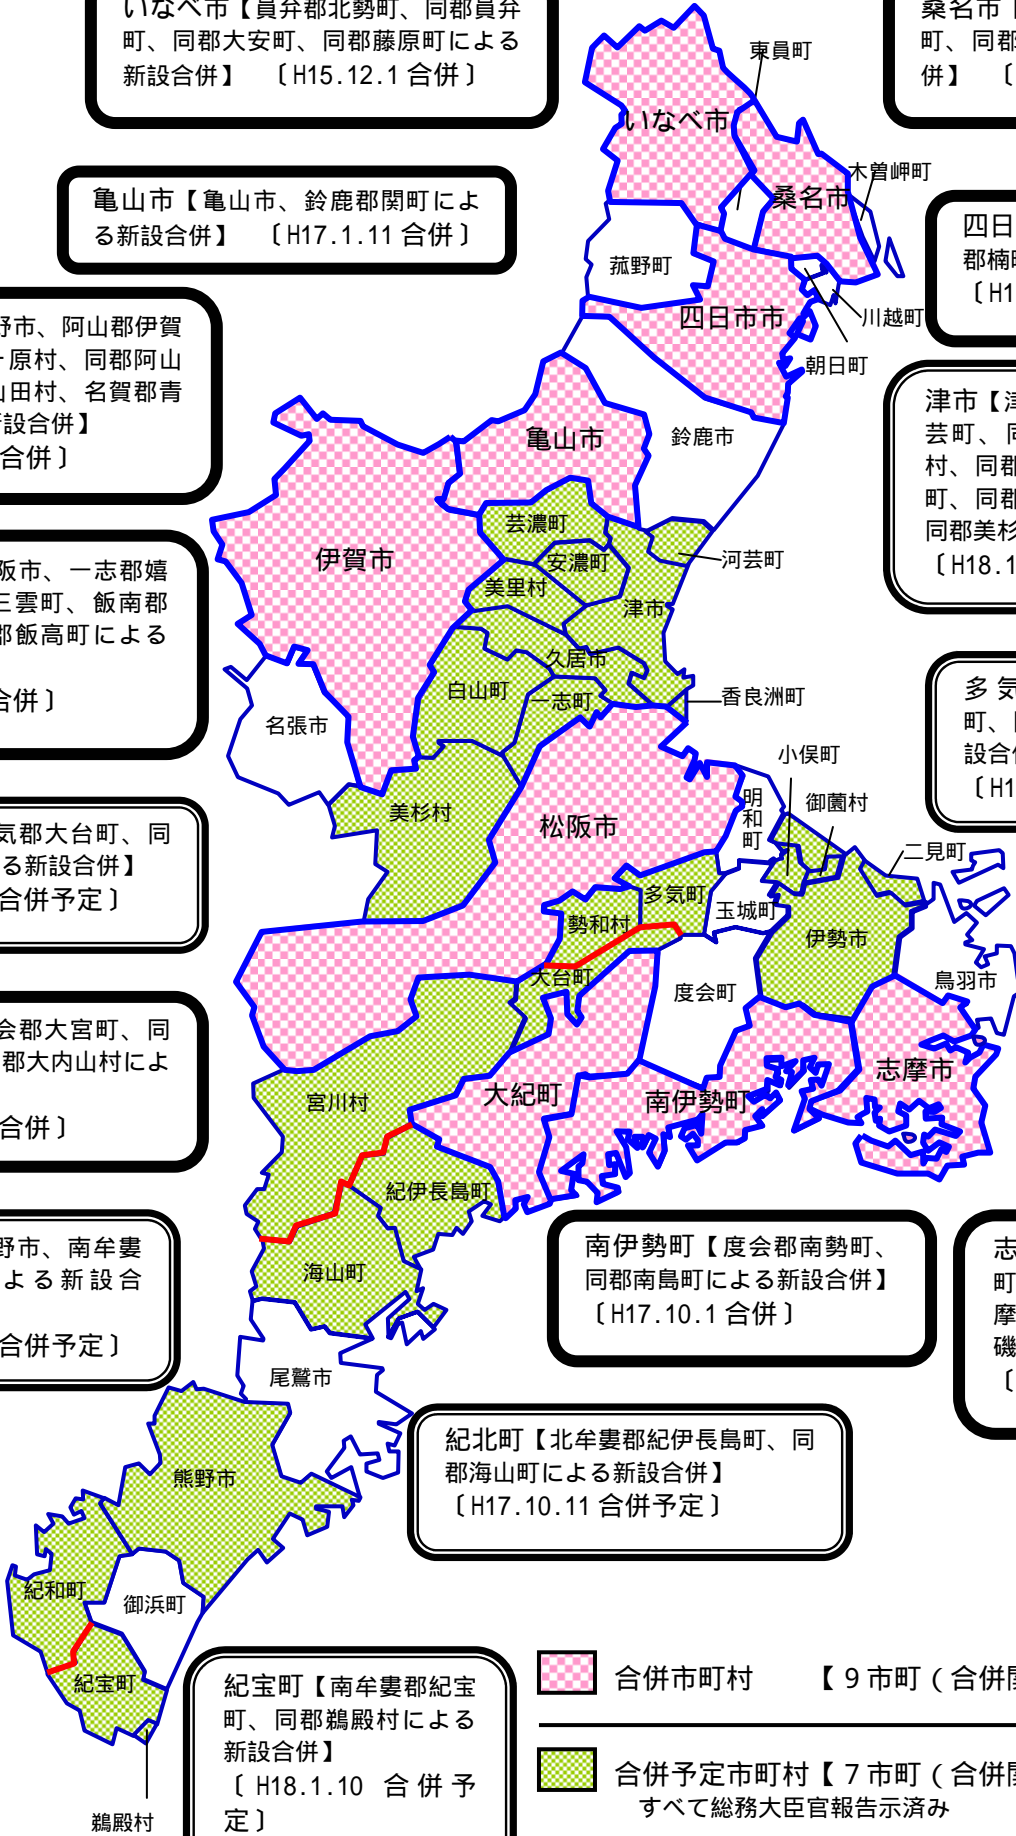 いなべ市【員弁郡北勢町、同郡員弁
町、同郡大安町、同郡藤原町による
新設合併】 〔H15.12.1 合併〕
桑名市【
町、同郡
併】 〔
亀山市【亀山市、鈴鹿郡関町によ
る新設合併】 〔H17.1.11 合併〕
四日
郡楠町
〔H1
野市、阿山郡伊賀
ヶ原村、同郡阿山
山田村、名賀郡青
新設合併】
合併〕
津市【津
芸町、同
村、同郡
町、同郡
同郡美杉
〔H18.1
阪市、一志郡嬉
三雲町、飯南郡
郡飯高町による
合併〕
多気
町、
設合併
〔H1
気郡大台町、同
る新設合併】
合併予定〕
会郡大宮町、同
郡大内山村によ
合併〕
野市、南牟婁
よる新設合
合併予定〕
南伊勢町【度会郡南勢町、
同郡南島町による新設合併】
〔H17.10.1 合併〕
志
町
摩
磯
〔
紀北町【北牟婁郡紀伊長島町、同
郡海山町による新設合併】
〔H17.10.11 合併予定〕
紀宝町【南牟婁郡紀宝
町、同郡鵜殿村による
新設合併】
〔H18.1.10 合併予
定〕
東員町
いなべ市
木曽岬町
桑名市
菰野町
四日市市
川越町
朝日町
鈴鹿市
亀山市
伊賀市
芸濃町
安濃町
河芸町
美里村
津市
久居市
白山町
一志町
香良洲町
名張市
小俣町
美杉村
松阪市
明和町
御薗村
二見町
多気町
勢和村
玉城町
伊勢市
大台町
度会町
鳥羽市
宮川村
大紀町
南伊勢町
志摩市
紀伊長島町
海山町
尾鷲市
熊野市
紀和町
御浜町
紀宝町
鵜殿村
合併市町村 【９市町（合併関
合併予定市町村【７市町（合併関
すべて総務大臣官報告示済み